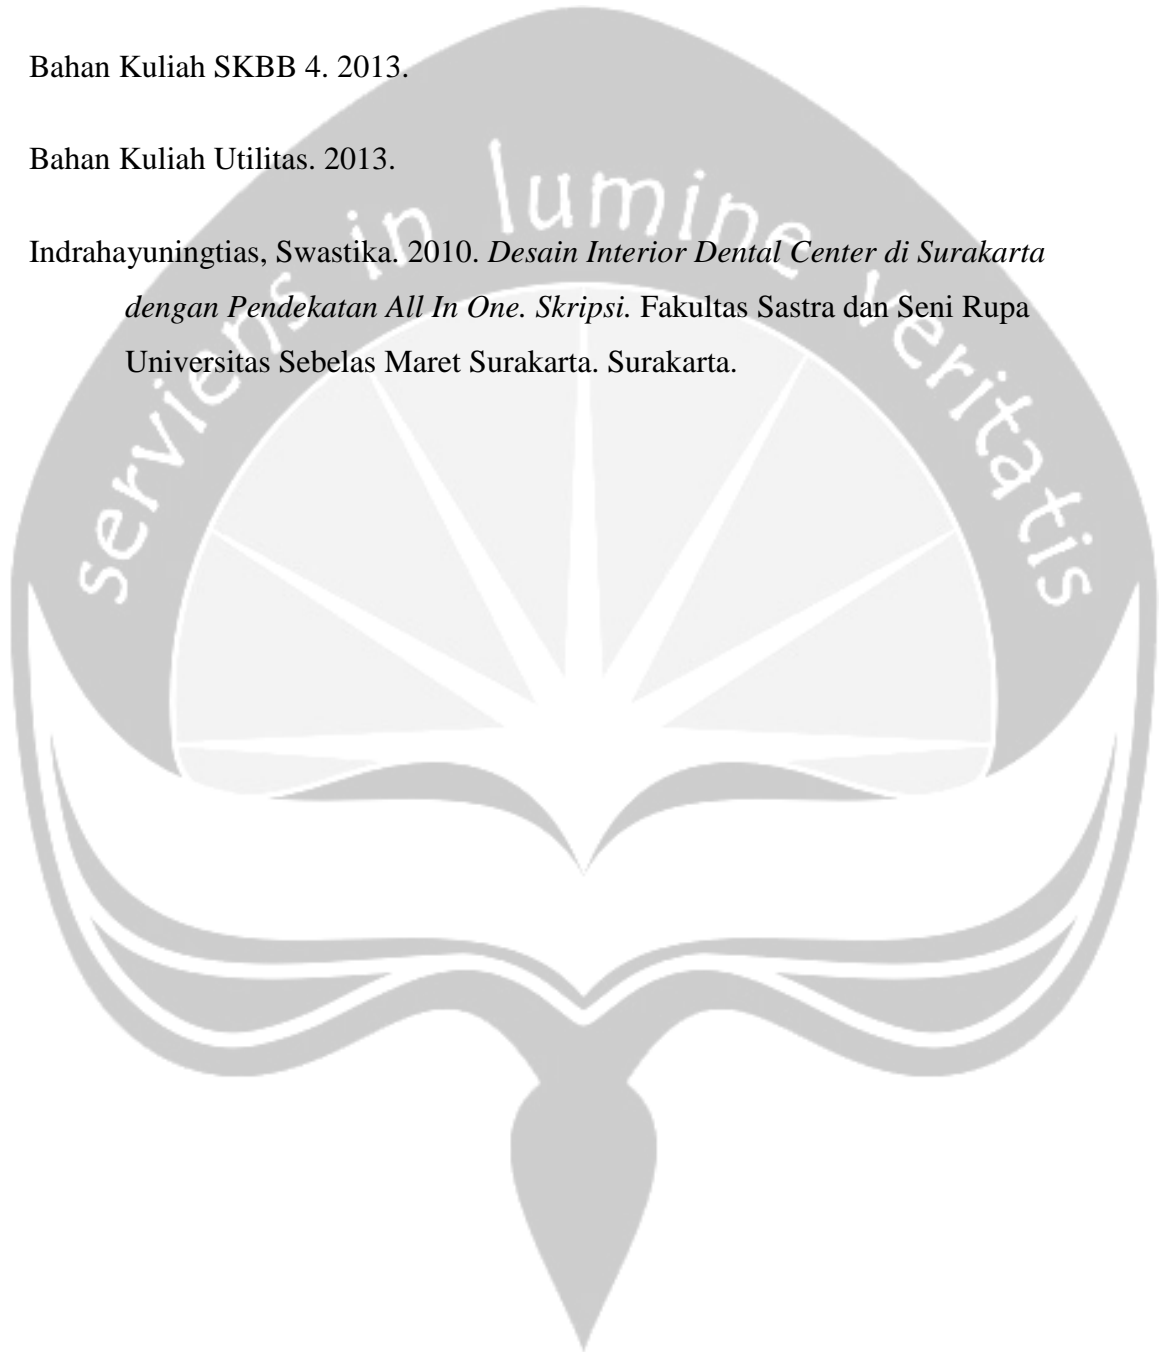 Bahan Kuliah SKBB 4. 2013.
Bahan Kuliah Utilitas. 2013.
Indrahayuningtias, Swastika. 2010. Desain Interior Dental Center di Surakarta
dengan Pendekatan All In One. Skripsi. Fakultas Sastra dan Seni Rupa
Universitas Sebelas Maret Surakarta. Surakarta.
serviens in lumine veritatis